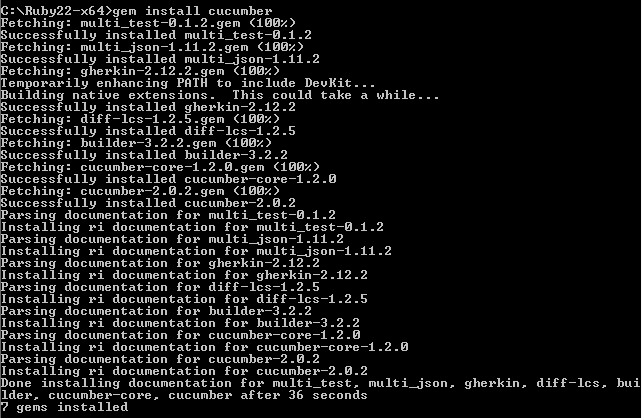 C:\Ruby22-x64>gem install cucumber
Fetching: multi_test-0.1.2.gem (100%)
Successfully installed multi_test-0.1.2
Fetching: multi_json-1.11.2.gem (100%)
Successfully installed multi_json-1.11.2
Fetching: gherkin-2.12.2.gem (100%)
Temporarily enhancing PATH to include DevKit...
Building native extensions.  This could take a while...
Successfully installed gherkin-2.12.2
Fetching: diff-lcs-1.2.5.gem (100%)
Successfully installed diff-lcs-1.2.5
Fetching: builder-3.2.2.gem (100%)
Successfully installed builder-3.2.2
Fetching: cucumber-core-1.2.0.gem (100%)
Successfully installed cucumber-core-1.2.0
Fetching: cucumber-2.0.2.gem (100%)
Successfully installed cucumber-2.0.2
Parsing documentation for multi_test-0.1.2
Installing ri documentation for multi_test-0.1.2
Parsing documentation for multi_json-1.11.2
Installing ri documentation for multi_json-1.11.2
Parsing documentation for gherkin-2.12.2
Installing ri documentation for gherkin-2.12.2
Parsing documentation for diff-lcs-1.2.5
Installing ri documentation for diff-lcs-1.2.5
Parsing documentation for builder-3.2.2
Installing ri documentation for builder-3.2.2
Parsing documentation for cucumber-core-1.2.0
Installing ri documentation for cucumber-core-1.2.0
Parsing documentation for cucumber-2.0.2
Installing ri documentation for cucumber-2.0.2
Done installing documentation for multi_test, multi_json, gherkin, diff-lcs, bui
lder, cucumber-core, cucumber after 36 seconds
7 gems installed